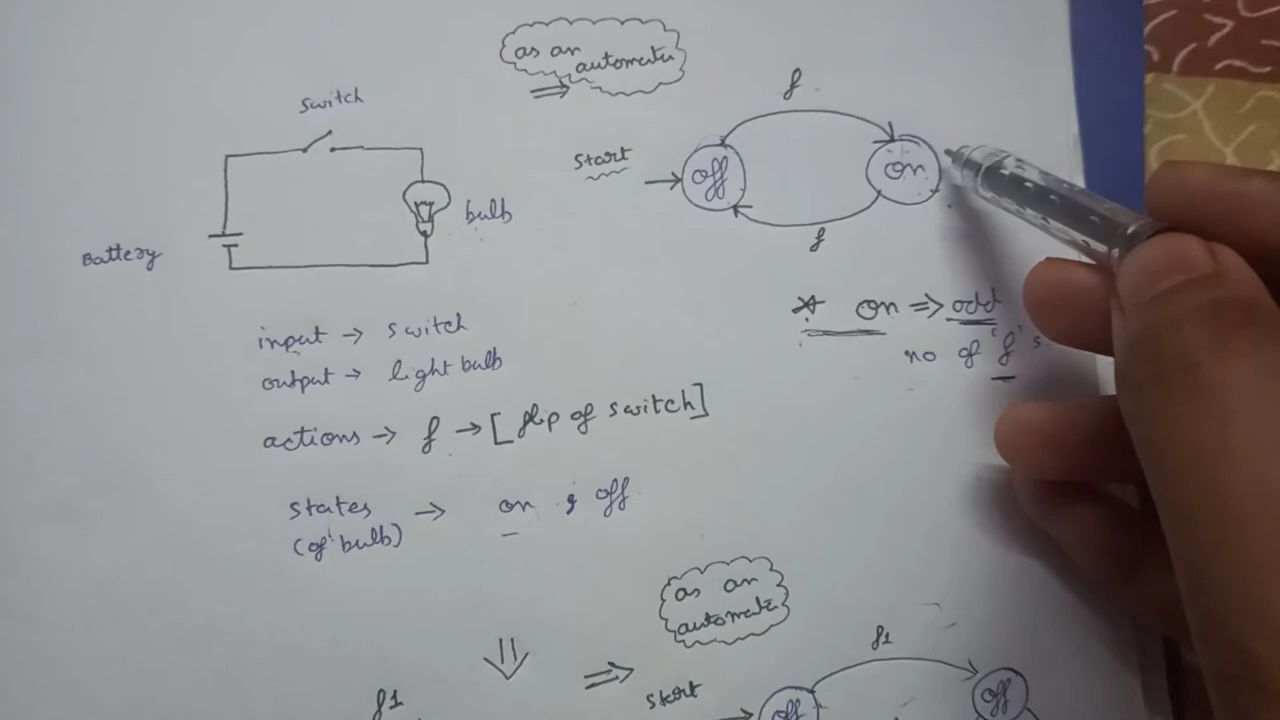 as an
automata
⇒
switch
Battery
bulb
start
off
on
f
f
* on ⇒ odd
no of 'f' s
input → switch
output → light bulb
actions → f → [flip of switch]
states → on & off
(of bulb)
as an
automata
⇒
f1
start
off
f1
off